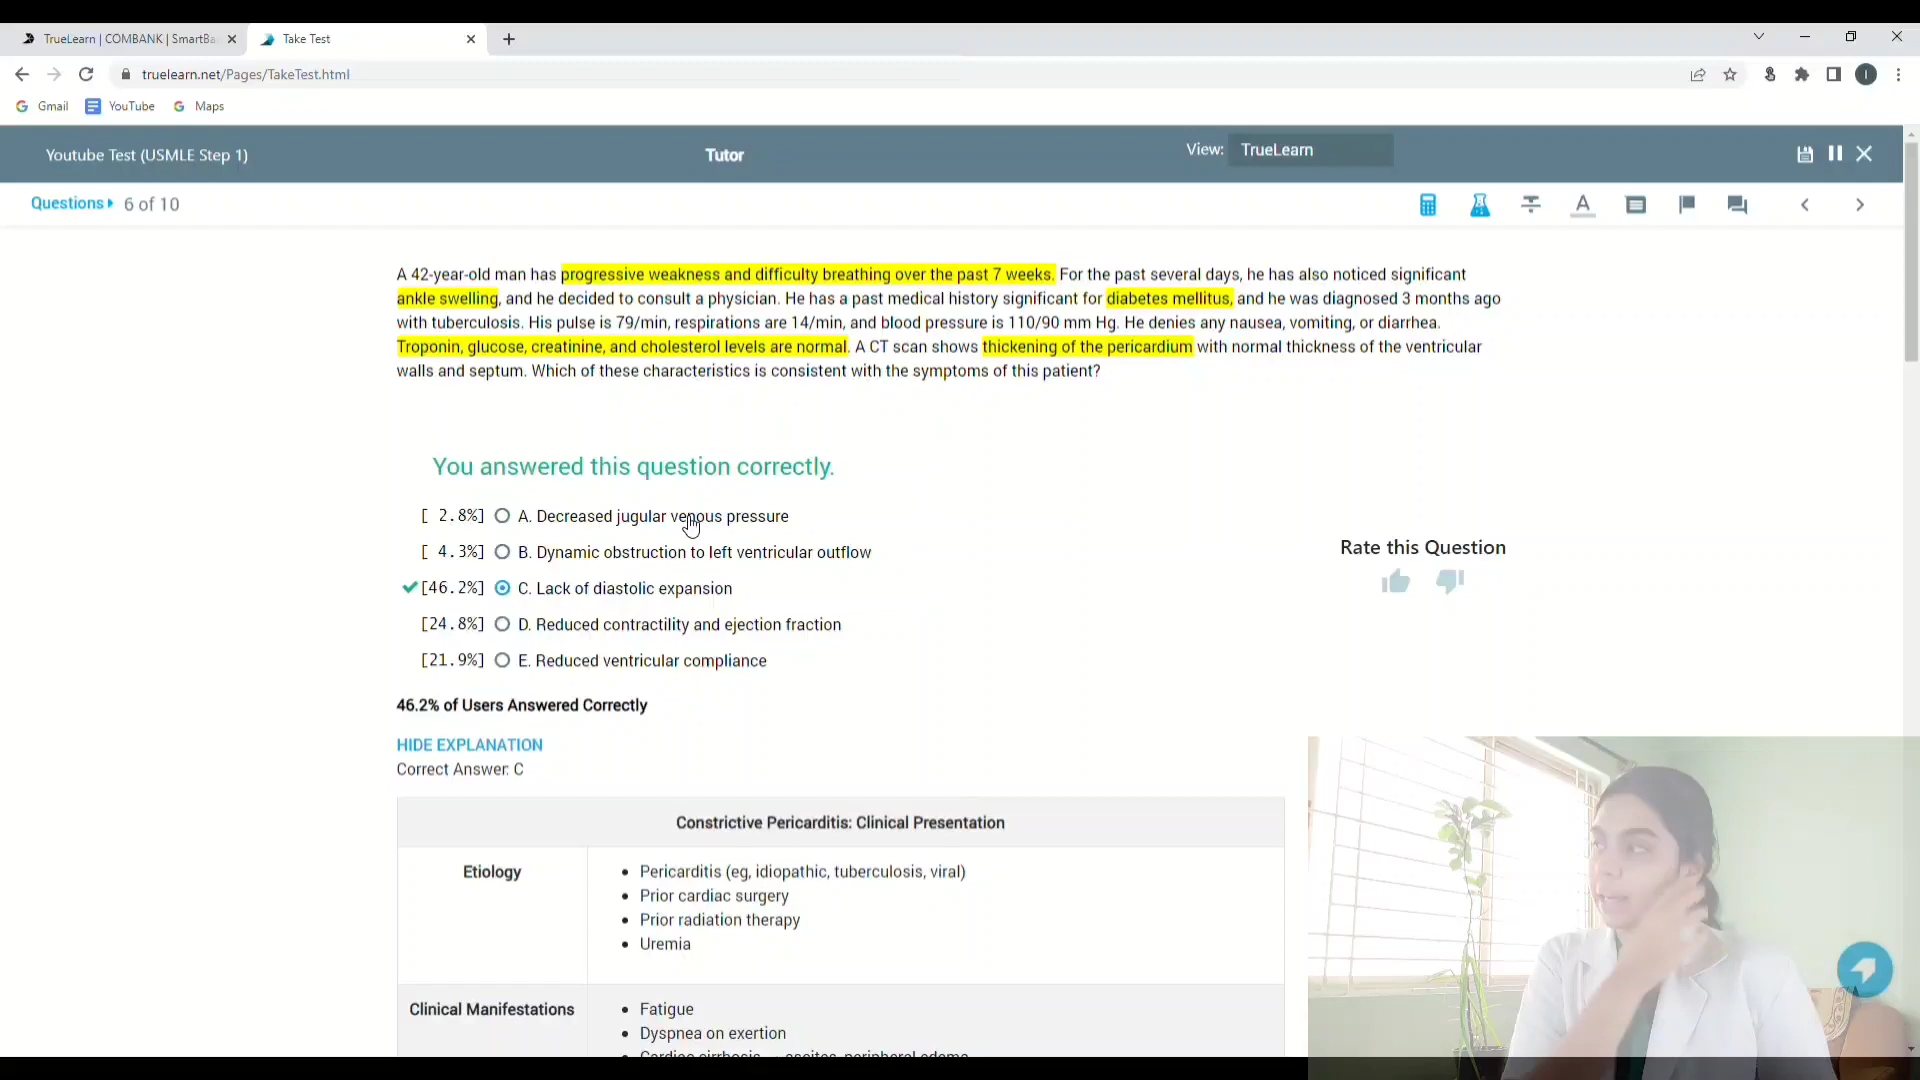 TrueLearn | COMBANK | SmartBa
Take Test
truelearn.net/Pages/TakeTest.html
I
Gmail
YouTube
Maps
Youtube Test (USMLE Step 1)
Tutor
View:
TrueLearn
Questions
6 of 10
A
A 42-year-old man has progressive weakness and difficulty breathing over the past 7 weeks. For the past several days, he has also noticed significant
ankle swelling, and he decided to consult a physician. He has a past medical history significant for diabetes mellitus, and he was diagnosed 3 months ago
with tuberculosis. His pulse is 79/min, respirations are 14/min, and blood pressure is 110/90 mm Hg. He denies any nausea, vomiting, or diarrhea.
Troponin, glucose, creatinine, and cholesterol levels are normal. A CT scan shows thickening of the pericardium with normal thickness of the ventricular
walls and septum. Which of these characteristics is consistent with the symptoms of this patient?
You answered this question correctly.
[ 2.8%] A. Decreased jugular venous pressure
[ 4.3%] B. Dynamic obstruction to left ventricular outflow
[46.2%] C. Lack of diastolic expansion
[24.8%] D. Reduced contractility and ejection fraction
[21.9%] E. Reduced ventricular compliance
Rate this Question
46.2% of Users Answered Correctly
HIDE EXPLANATION
Correct Answer: C
Constrictive Pericarditis: Clinical Presentation
Etiology
• Pericarditis (eg, idiopathic, tuberculosis, viral)
• Prior cardiac surgery
• Prior radiation therapy
• Uremia
Clinical Manifestations
• Fatigue
• Dyspnea on exertion